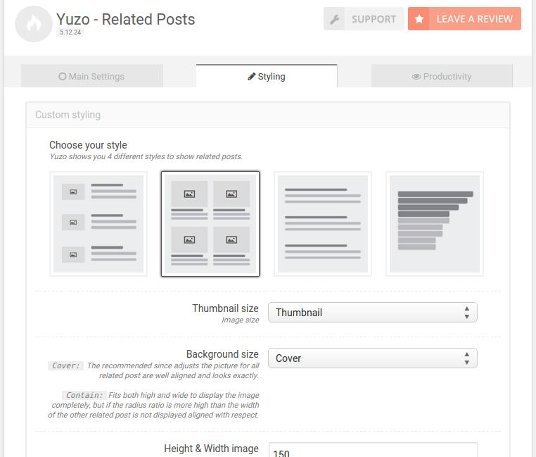 Yuzo - Related Posts
5.12.24
SUPPORT
LEAVE A REVIEW
Main Settings
Styling
Productivity
Custom styling
Choose your style
Yuzo shows you 4 different styles to show related posts.
Thumbnail size
Image size
Thumbnail
Background size
Cover
Cover: The recommended since adjusts the picture for all
related post are well aligned and looks exactly.
Contain: Fits both high and wide to display the image
completely, but if the radius ratio is more high than the width
of the other related post is not displayed aligned with respect.
Height & Width image
150